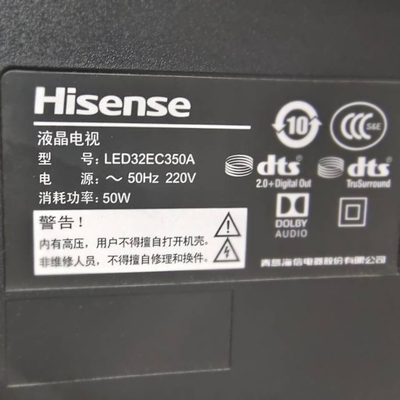 Hisense
液晶电视
型 号： LED32EC350A
电 源：～ 50Hz 220V
消耗功率：50W
警告！
内有高压，用户不得擅自打开机壳。
非维修人员，不得擅自修理和换件。
10
CCC S&E
dts
2.0+Digital Out
dts
TruSurround
DOLBY
AUDIO
青岛海信电器股份有限公司